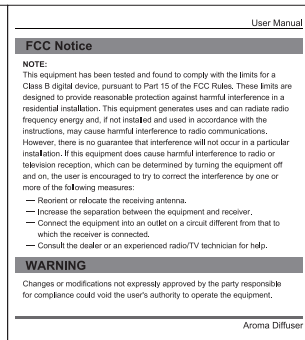 User Manual
FCC Notice
NOTE:
This equipment has been tested and found to comply with the limits for a
Class B digital device, pursuant to Part 15 of the FCC Rules. These limits are
designed to provide reasonable protection against harmful interference in a
residential installation. This equipment generates uses and can radiate radio
frequency energy and, if not installed and used in accordance with the
instructions, may cause harmful interference to radio communications.
However, there is no guarantee that interference will not occur in a particular
installation. If this equipment does cause harmful interference to radio or
television reception, which can be determined by turning the equipment off
and on, the user is encouraged to try to correct the interference by one or
more of the following measures:
— Reorient or relocate the receiving antenna.
— Increase the separation between the equipment and receiver.
— Connect the equipment into an outlet on a circuit different from that to
which the receiver is connected.
— Consult the dealer or an experienced radio/TV technician for help.
WARNING
Changes or modifications not expressly approved by the party responsible
for compliance could void the user's authority to operate the equipment.
Aroma Diffuser